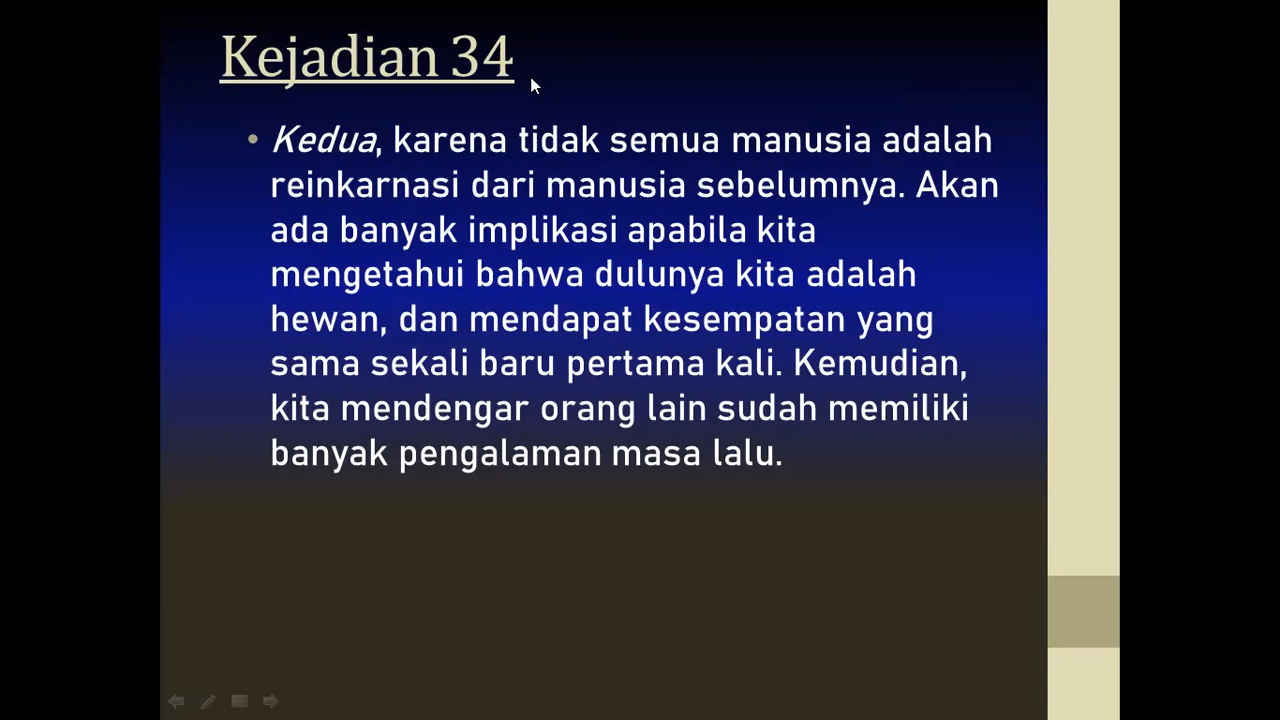 Kejadian 34
• Kedua, karena tidak semua manusia adalah
reinkarnasi dari manusia sebelumnya. Akan
ada banyak implikasi apabila kita
mengetahui bahwa dulunya kita adalah
hewan, dan mendapat kesempatan yang
sama sekali baru pertama kali. Kemudian,
kita mendengar orang lain sudah memiliki
banyak pengalaman masa lalu.